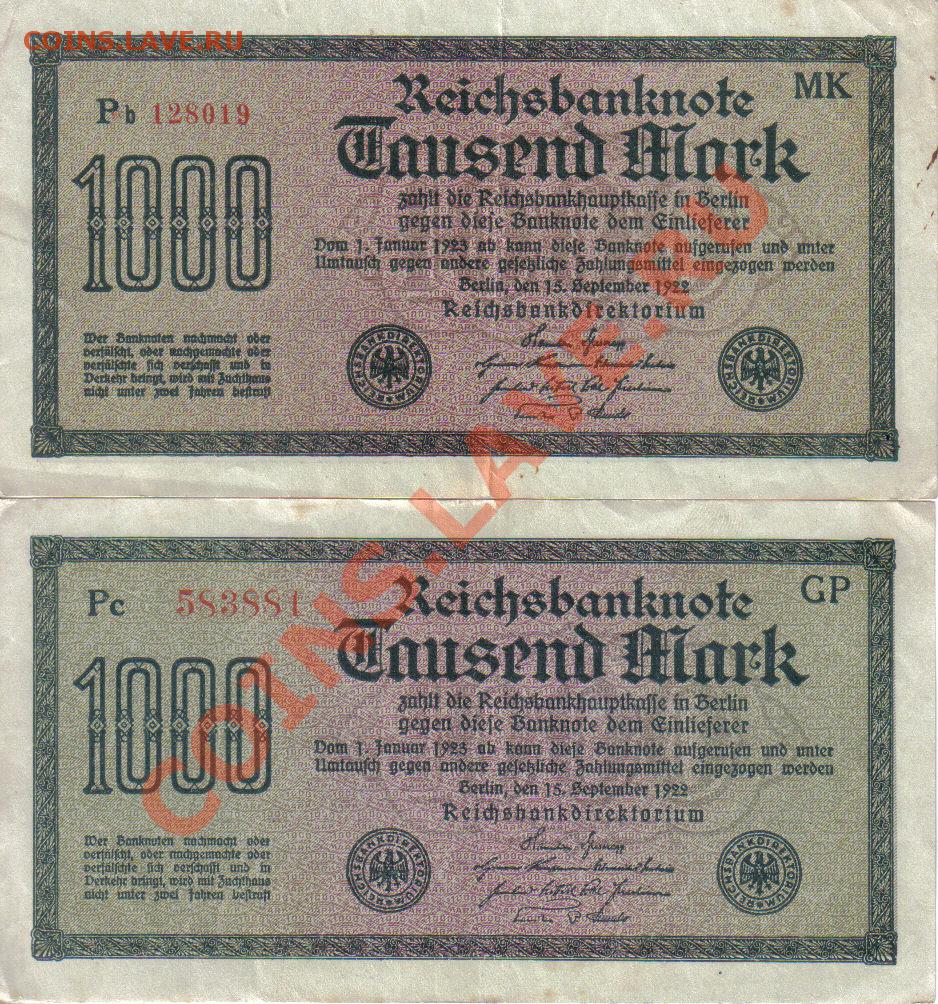 COINS.LAVE.RU
MK
Pb 128019
Reichsbanknote
1000
Tausend Mark
zahlt die Reichsbankhauptkasse in Berlin
gegen diese Banknote dem Einlieferer
Vom 1. Januar 1923 ab kann diese Banknote aufgerufen und unter
Umtausch gegen andere gesetzliche Zahlungsmittel eingezogen werden
Berlin, den 15. September 1922
Reichsbankdirektorium
Wer Banknoten nachmacht oder
verfälscht, oder nachgemachte oder
verfälschte sich verschafft und in
Verkehr bringt, wird mit Zuchthaus
nicht unter zwei Jahren bestraft
REICHSBANKDIREKTORIUM
REICHSBANKDIREKTORIUM
COINS.LAVE.RU
GP
Pc 583881
Reichsbanknote
1000
Tausend Mark
zahlt die Reichsbankhauptkasse in Berlin
gegen diese Banknote dem Einlieferer
Vom 1. Januar 1923 ab kann diese Banknote aufgerufen und unter
Umtausch gegen andere gesetzliche Zahlungsmittel eingezogen werden
Berlin, den 15. September 1922
Reichsbankdirektorium
Wer Banknoten nachmacht oder
verfälscht, oder nachgemachte oder
verfälschte sich verschafft und in
Verkehr bringt, wird mit Zuchthaus
nicht unter zwei Jahren bestraft
REICHSBANKDIREKTORIUM
REICHSBANKDIREKTORIUM